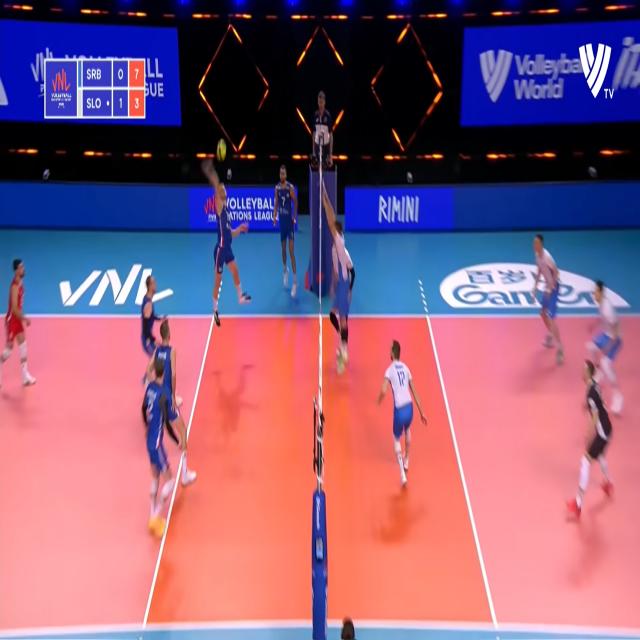 VNL
SRB 0 7
SLO • 1 3
Volleyball
World
TV
VOLLEYBALL
NATIONS LEAGUE
RIMINI
VNL
百岁
Ganten
7
17